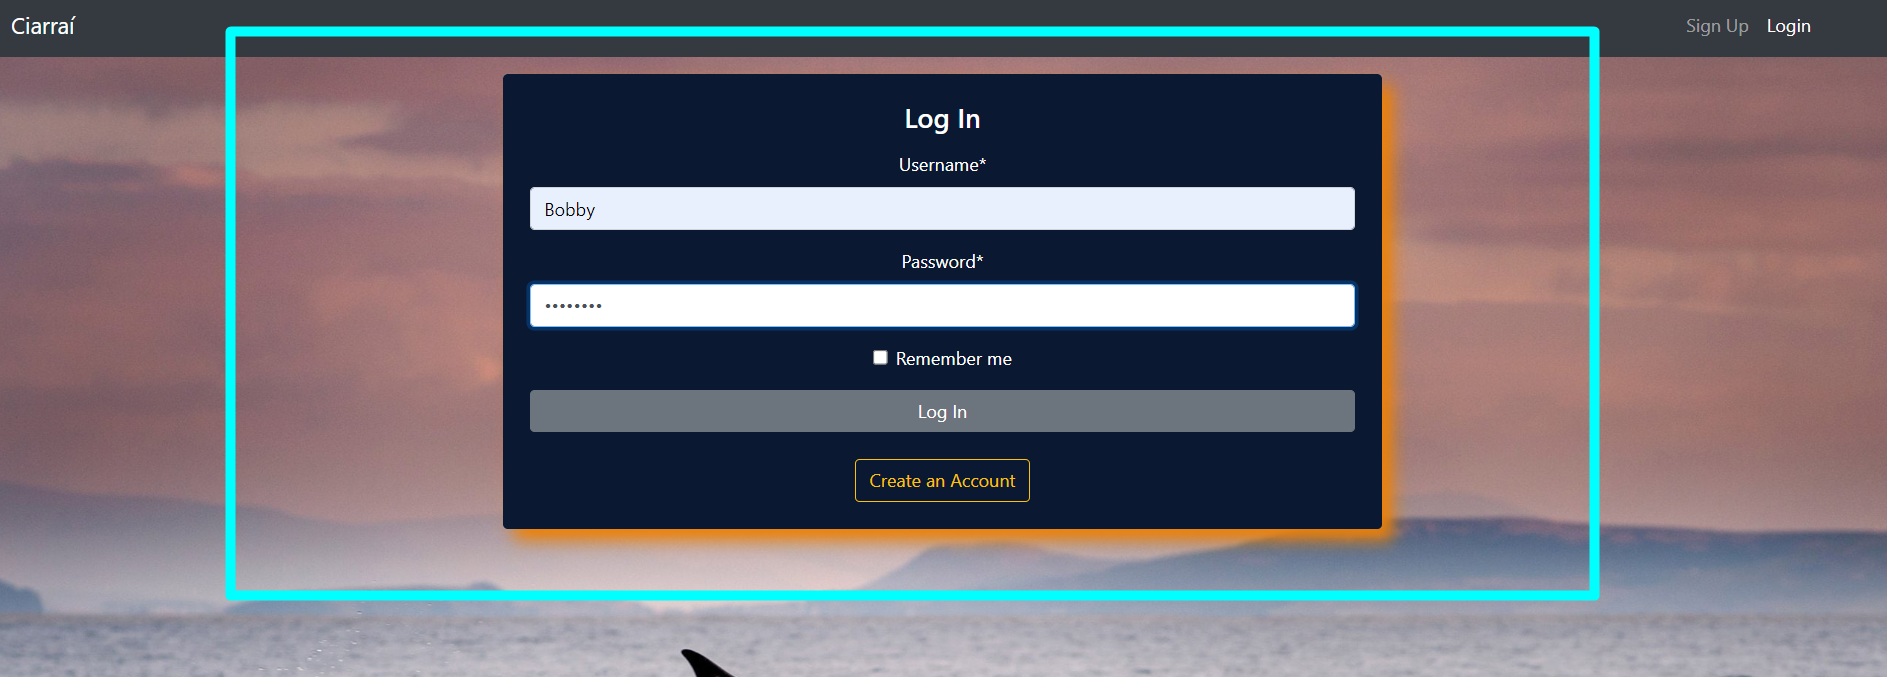 Ciarraí
Sign Up Login
Log In
Username*
Bobby
Password*
••••••••
Remember me
Log In
Create an Account